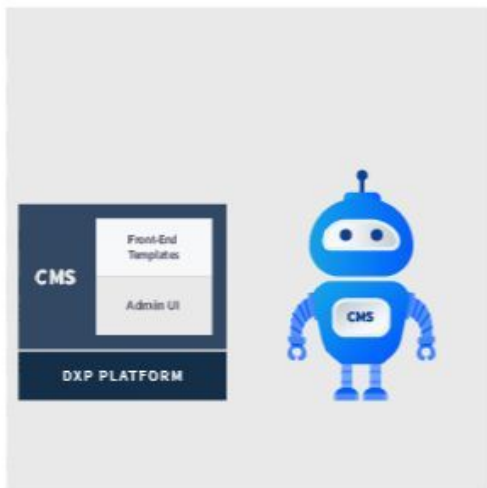 Front-End
Templates
CMS
Admin UI
DXP PLATFORM
CMS